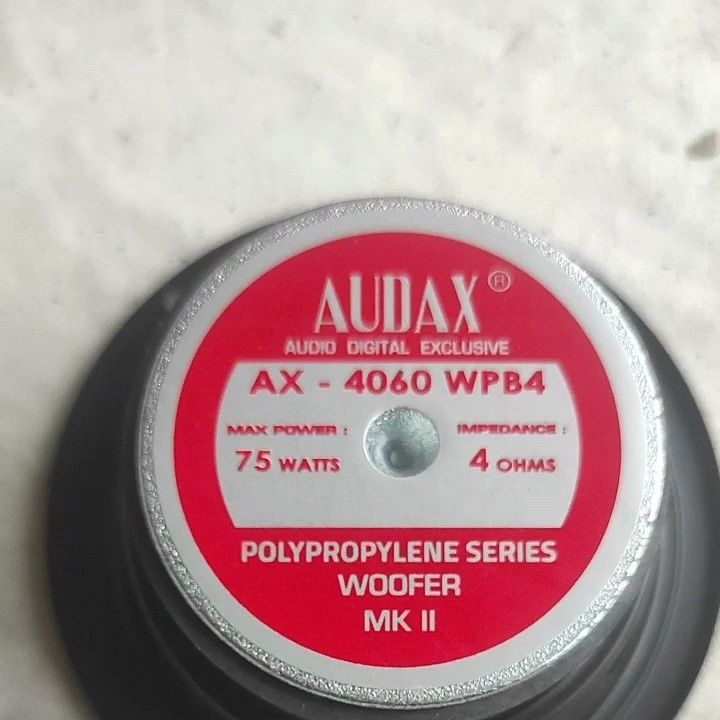 AUDAX ®
AUDIO DIGITAL EXCLUSIVE
AX - 4060 WPB4
MAX POWER : IMPEDANCE :
75 WATTS 4 OHMS
POLYPROPYLENE SERIES
WOOFER
MK II